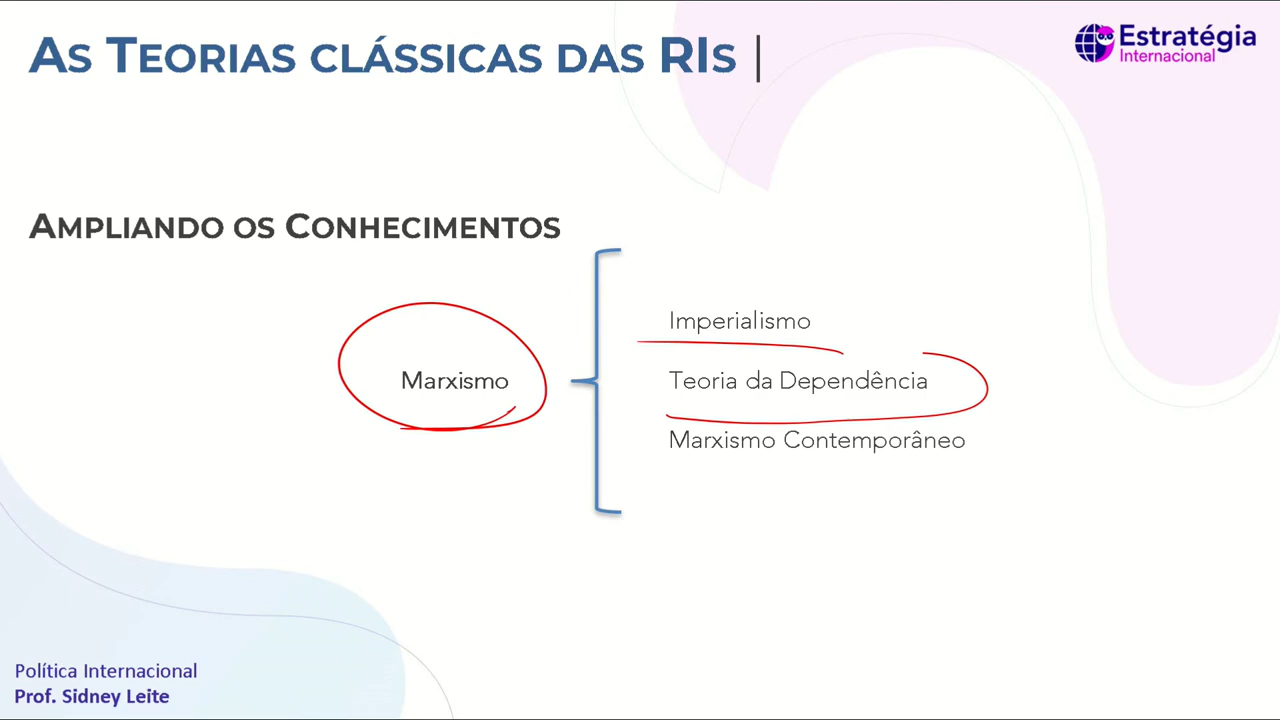 As Teorias clássicas das RIs |
Estratégia
Internacional
Ampliando os Conhecimentos
Imperialismo
Marxismo
Teoria da Dependência
Marxismo Contemporâneo
Política Internacional
Prof. Sidney Leite